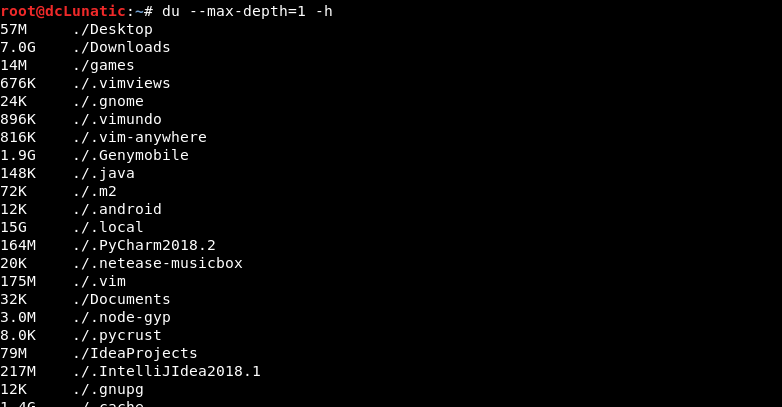 root@dcLunatic:~# du --max-depth=1 -h
57M ./Desktop
7.0G ./Downloads
14M ./games
676K ./.vimviews
24K ./.gnome
896K ./.vimundo
816K ./.vim-anywhere
1.9G ./.Genymobile
148K ./.java
72K ./.m2
12K ./.android
15G ./.local
164M ./.PyCharm2018.2
20K ./.netease-musicbox
175M ./.vim
32K ./Documents
3.0M ./.node-gyp
8.0K ./.pycrust
79M ./IdeaProjects
217M ./.IntelliJIdea2018.1
12K ./.gnupg
1.4G ./.cache